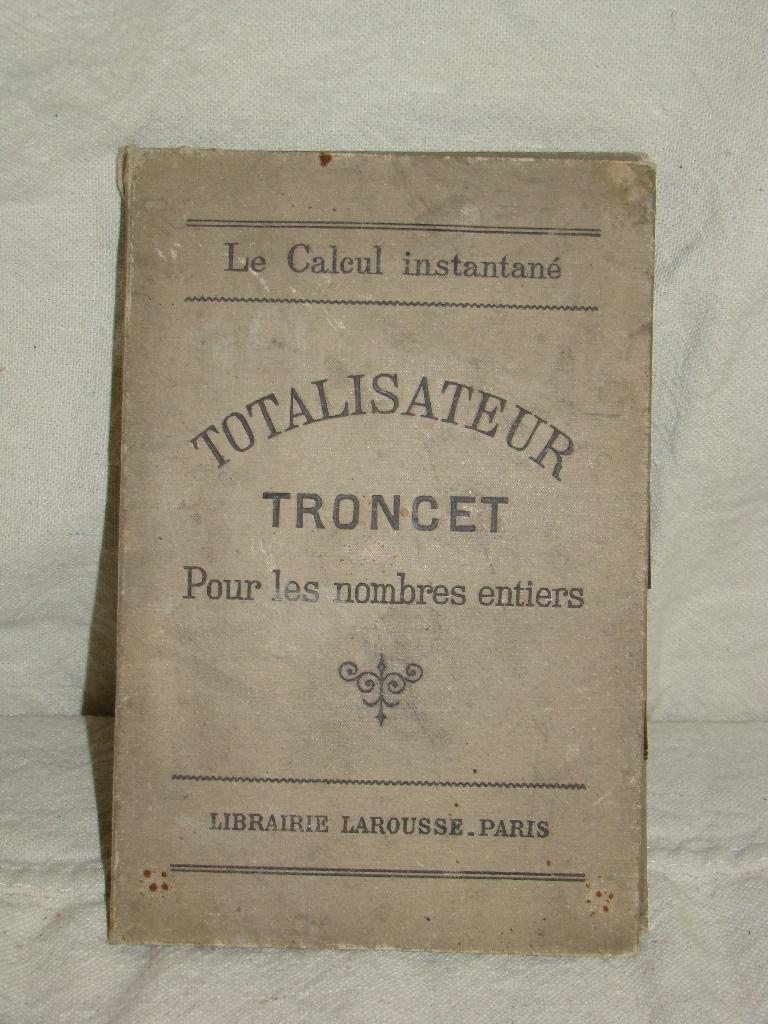 Le Calcul instantané
TOTALISATEUR
TRONCET
Pour les nombres entiers
LIBRAIRIE LAROUSSE. PARIS